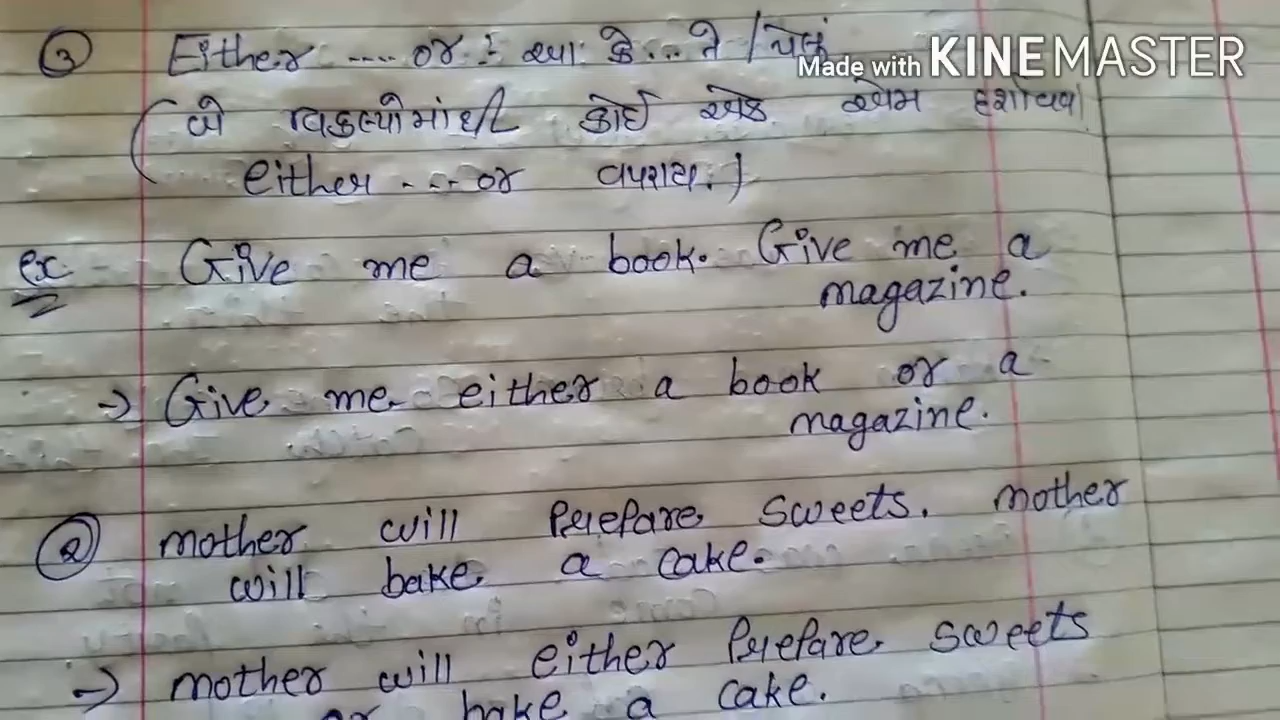 ③ Either .... or :- આ કે ... તે / પેલું
Made with KINEMASTER
(બે વિકલ્પોમાંથી કોઈ એક એમ દર્શાવવા
either .... or વપરાય.)
ex Give me a book. Give me a
magazine.
→ Give me either a book or a
magazine.
② mother will prepare sweets. mother
will bake a cake.
→ mother will either prepare sweets
or bake a cake.